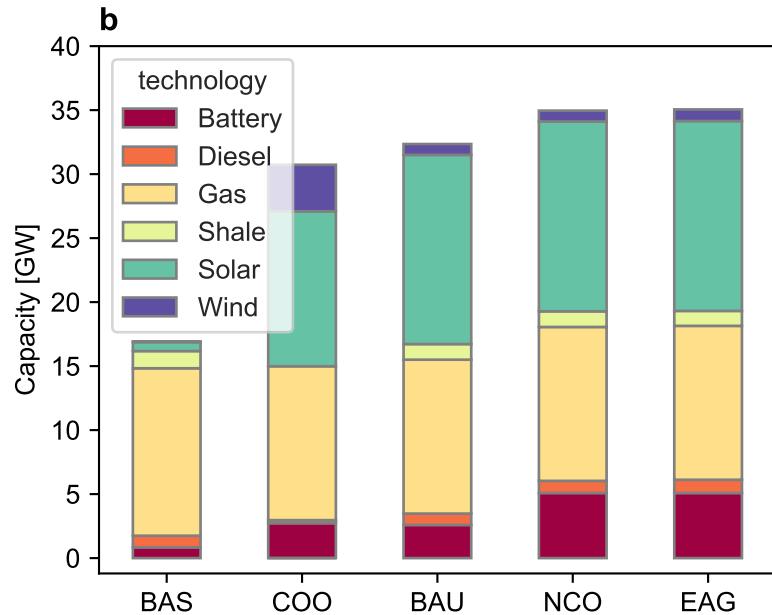 b
40
35
30
25
20
15
10
5
0
Capacity [GW]
technology
Battery
Diesel
Gas
Shale
Solar
Wind
BAS COO BAU NCO EAG